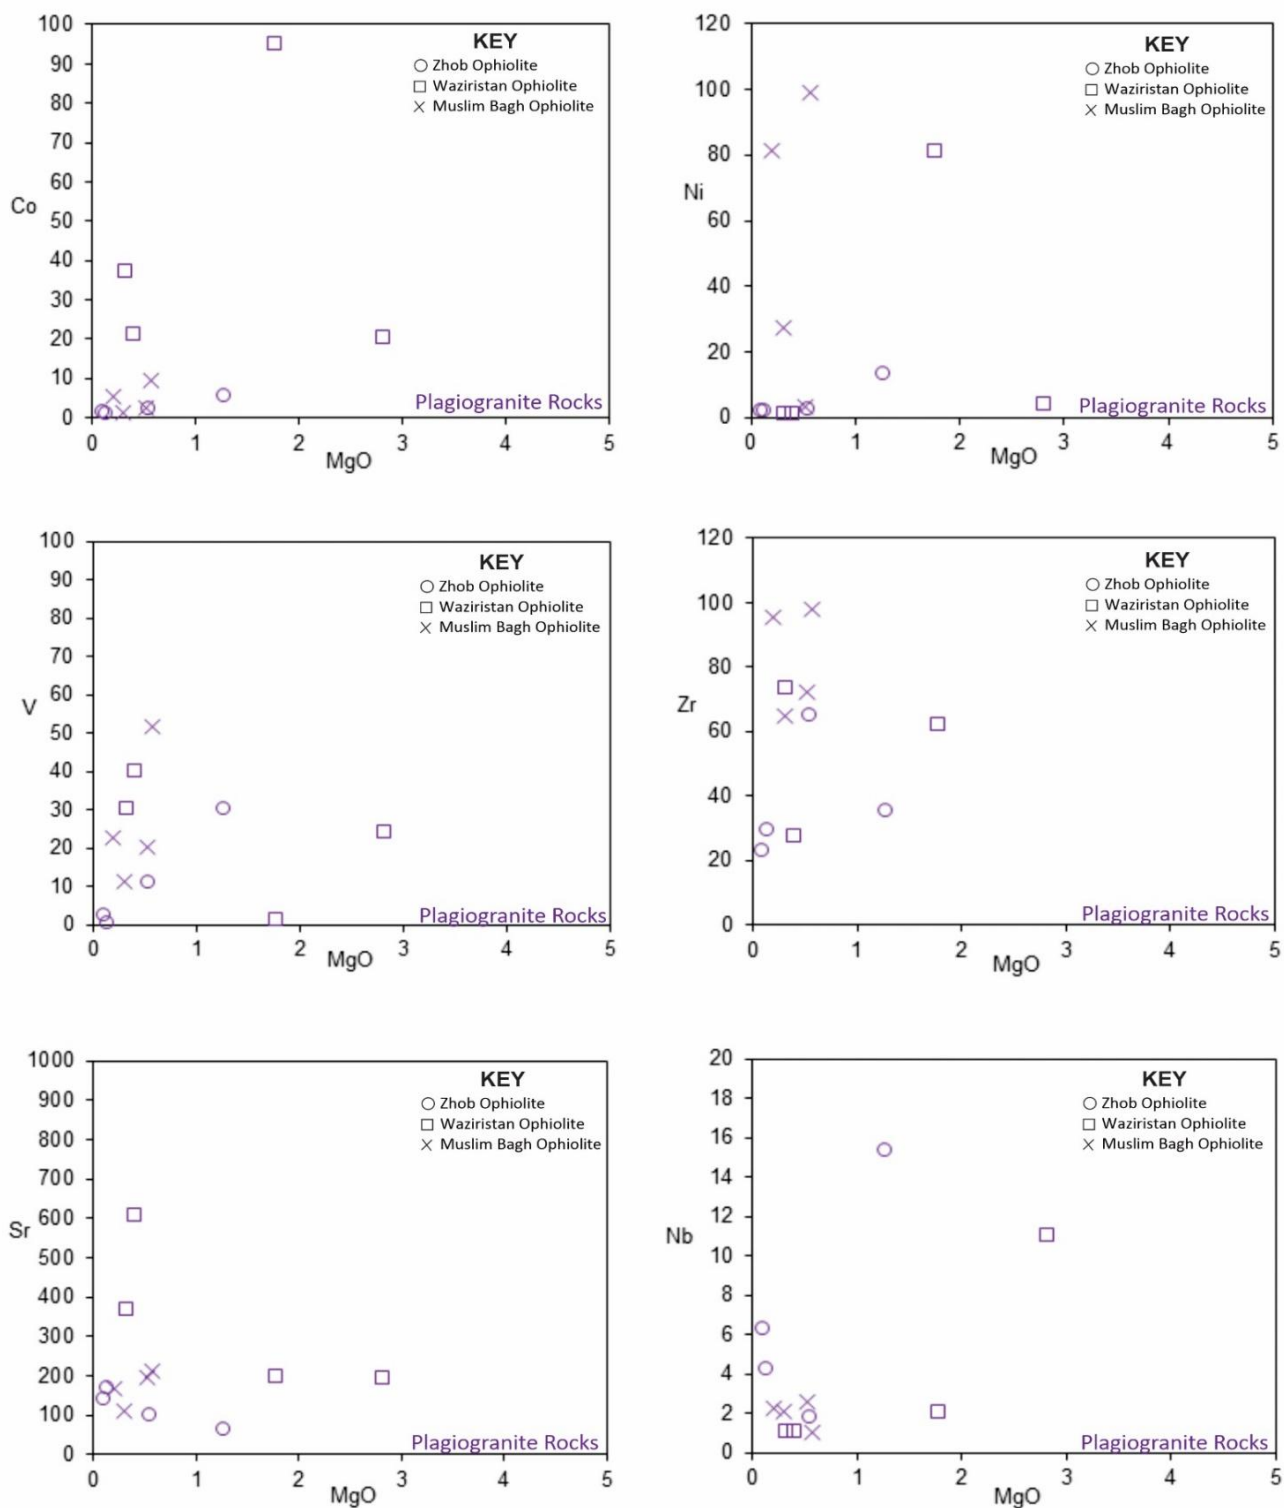 100
90
80
70
60
50
40
30
20
10
0
Co
0 1 2 3 4 5
MgO
KEY
Zhob Ophiolite
Waziristan Ophiolite
Muslim Bagh Ophiolite
Plagiogranite Rocks
120
100
80
60
40
20
0
Ni
0 1 2 3 4 5
MgO
KEY
Zhob Ophiolite
Waziristan Ophiolite
Muslim Bagh Ophiolite
Plagiogranite Rocks
100
90
80
70
60
50
40
30
20
10
0
V
0 1 2 3 4 5
MgO
KEY
Zhob Ophiolite
Waziristan Ophiolite
Muslim Bagh Ophiolite
Plagiogranite Rocks
120
100
80
60
40
20
0
Zr
0 1 2 3 4 5
MgO
KEY
Zhob Ophiolite
Waziristan Ophiolite
Muslim Bagh Ophiolite
Plagiogranite Rocks
1000
900
800
700
600
500
400
300
200
100
0
Sr
0 1 2 3 4 5
MgO
KEY
Zhob Ophiolite
Waziristan Ophiolite
Muslim Bagh Ophiolite
Plagiogranite Rocks
20
18
16
14
12
10
8
6
4
2
0
Nb
0 1 2 3 4 5
MgO
KEY
Zhob Ophiolite
Waziristan Ophiolite
Muslim Bagh Ophiolite
Plagiogranite Rocks